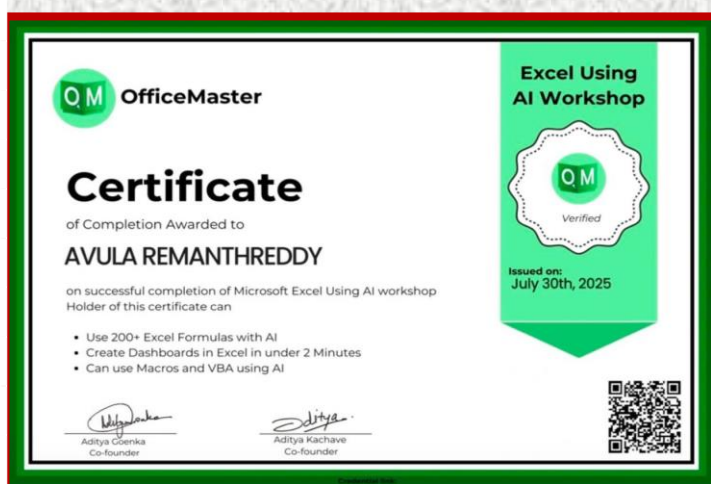 OM OfficeMaster
Certificate
of Completion Awarded to
AVULA REMANTHREDDY
on successful completion of Microsoft Excel Using AI workshop
Holder of this certificate can
• Use 200+ Excel Formulas with AI
• Create Dashboards in Excel in under 2 Minutes
• Can use Macros and VBA using AI
Aditya Goenka
Co-founder
Aditya
Aditya Kachave
Co-founder
Excel Using
AI Workshop
OM
Verified
Issued on:
July 30th, 2025